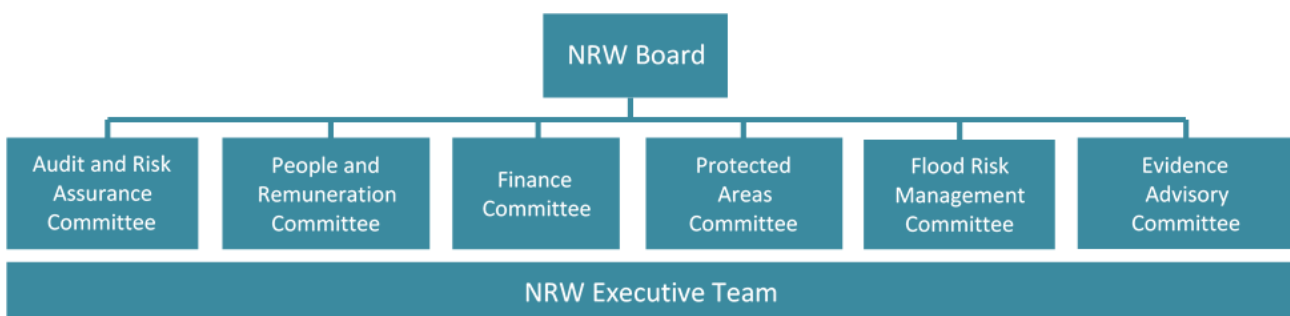 NRW Board
Audit and Risk
Assurance
Committee
People and
Remuneration
Committee
Finance
Committee
Protected
Areas
Committee
Flood Risk
Management
Committee
Evidence
Advisory
Committee
NRW Executive Team